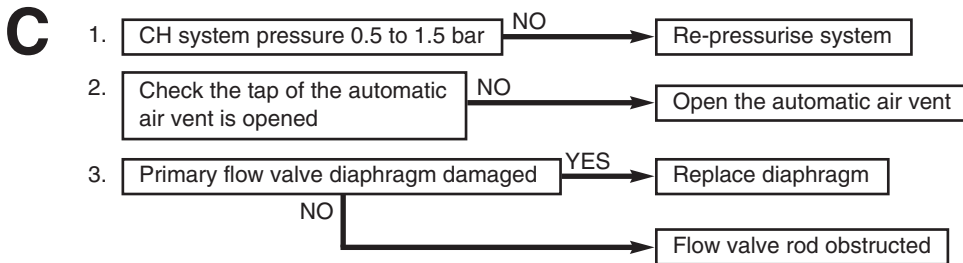 C
1. CH system pressure 0.5 to 1.5 bar NO Re-pressurise system
2. Check the tap of the automatic
air vent is opened
NO Open the automatic air vent
3. Primary flow valve diaphragm damaged YES Replace diaphragm
NO
Flow valve rod obstructed